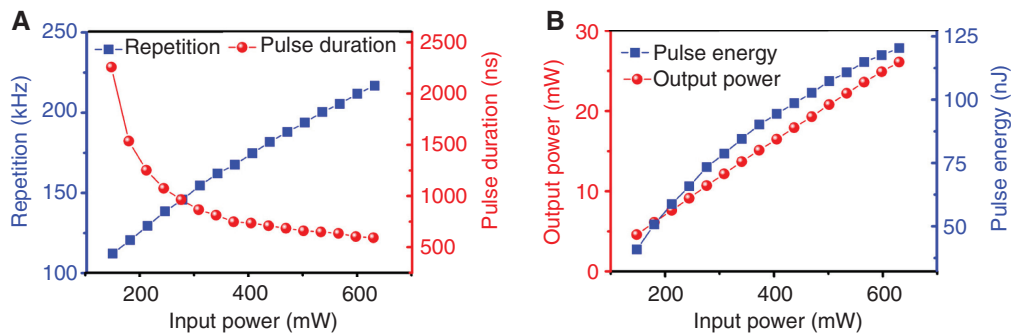 A
Repetition
Pulse duration
Repetition (kHz)
250
200
150
100
2500
2000
1500
1000
500
Pulse duration (ns)
200
400
600
Input power (mW)
B
Pulse energy
Output power
Output power (mW)
30
20
10
0
125
100
75
50
Pulse energy (nJ)
200
400
600
Input power (mW)